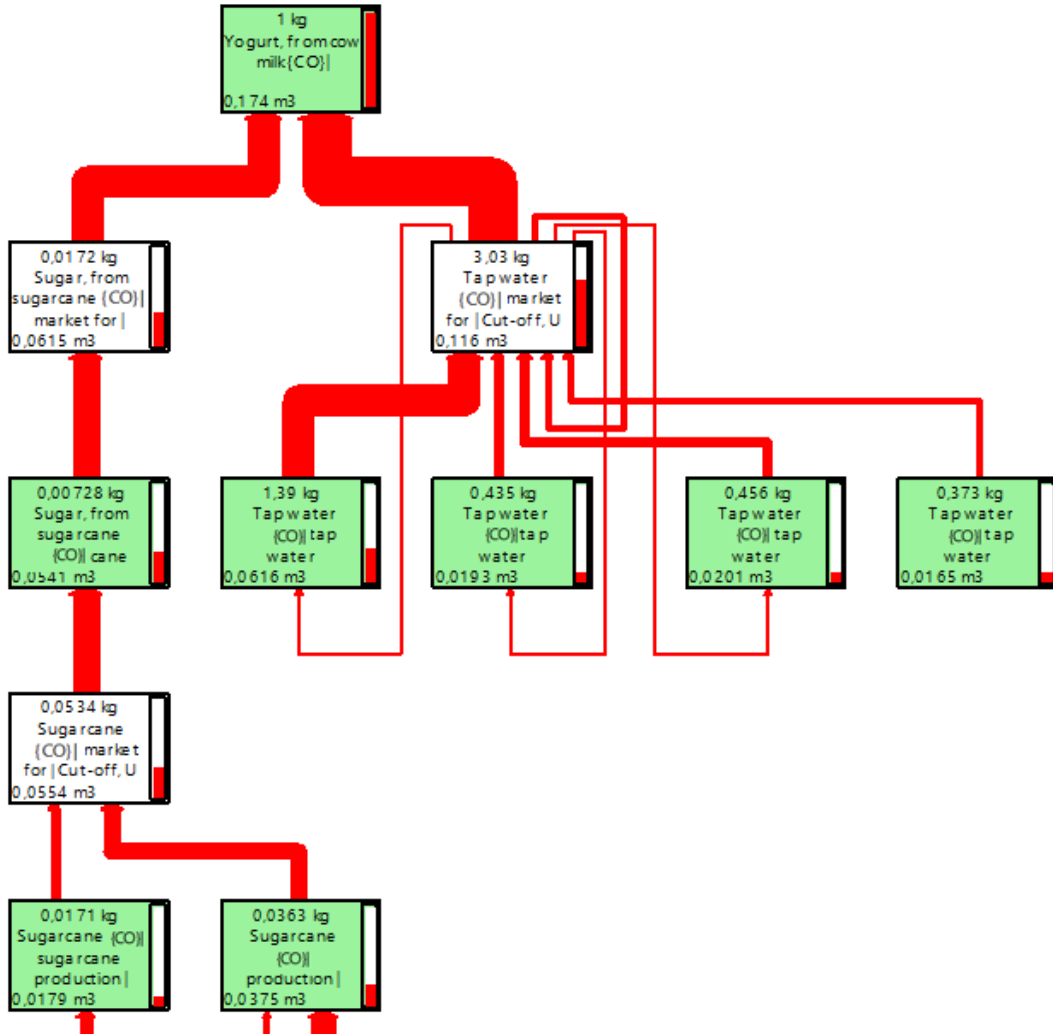 1 kg
Yogurt, from cow
milk{CO}|
0,174 m3
0,0172 kg
Sugar, from
sugarcane {CO}|
market for |
0,0615 m3
3,03 kg
Tap water
{CO}| market
for | Cut-off, U
0,116 m3
0,00728 kg
Sugar, from
sugarcane
{CO}| cane
0,0541 m3
1,39 kg
Tap water
{CO}| tap
water
0,0616 m3
0,435 kg
Tap water
{CO}|tap
water
0,0193 m3
0,456 kg
Tap water
{CO}| tap
water
0,0201 m3
0,373 kg
Tap water
{CO}| tap
water
0,0165 m3
0,0534 kg
Sugarcane
{CO}| market
for | Cut-off, U
0,0554 m3
0,0171 kg
Sugarcane {CO}|
sugarcane
production |
0,0179 m3
0,0363 kg
Sugarcane
{CO}|
production |
0,0375 m3